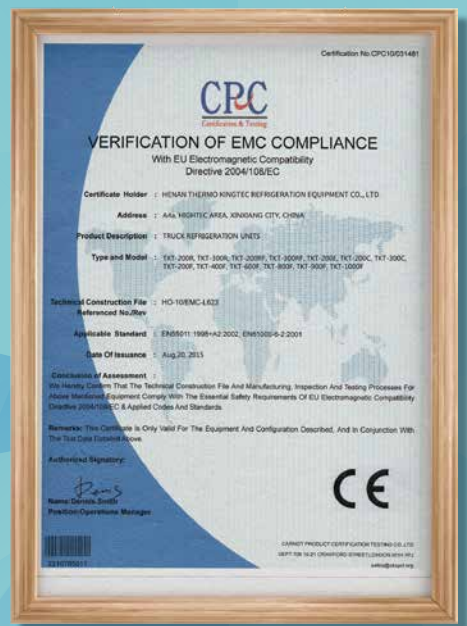 Certification No.CPC10/031481
CPC
Certification & Testing
VERIFICATION OF EMC COMPLIANCE
With EU Electromagnetic Compatibility
Directive 2004/108/EC
Certificate Holder : HENAN THERMO KINGTEC REFRIGERATION EQUIPMENT CO., LTD
Address : A4a, HIGHTEC AREA, XINXIANG CITY, CHINA
Product Description : TRUCK REFRIGERATION UNITS
Type and Model : TKT-200R, TKT-300R, TKT-200RF, TKT-300RF, TKT-200E, TKT-200C, TKT-300C,
TKT-200F, TKT-400F, TKT-600F, TKT-800F, TKT-900F, TKT-1000F
Technical Construction File : HO-10/EMC-L623
Referenced No./Rev
Applicable Standard : EN55011:1998+A2:2002, EN61000-6-2:2001
Date Of Issuance : Aug,20, 2015
Conclusion of Assessment :
We Hereby Confirm That The Technical Construction File And Manufacturing, Inspection And Testing Processes For
Above Mentioned Equipment Comply With The Essential Safety Requirements Of EU Electromagnetic Compatibility
Directive 2004/108/EC & Applied Codes And Standards.
Remarks: This Certificate Is Only Valid For The Equipment And Configuration Described, And In Conjunction With
The Test Data Detailed Above.
Authorized Signatory:
Name: Dennis Smith
Position:Operations Manager
CE
CARNOT PRODUCT CERTIFICATION TESTING CO.,LTD